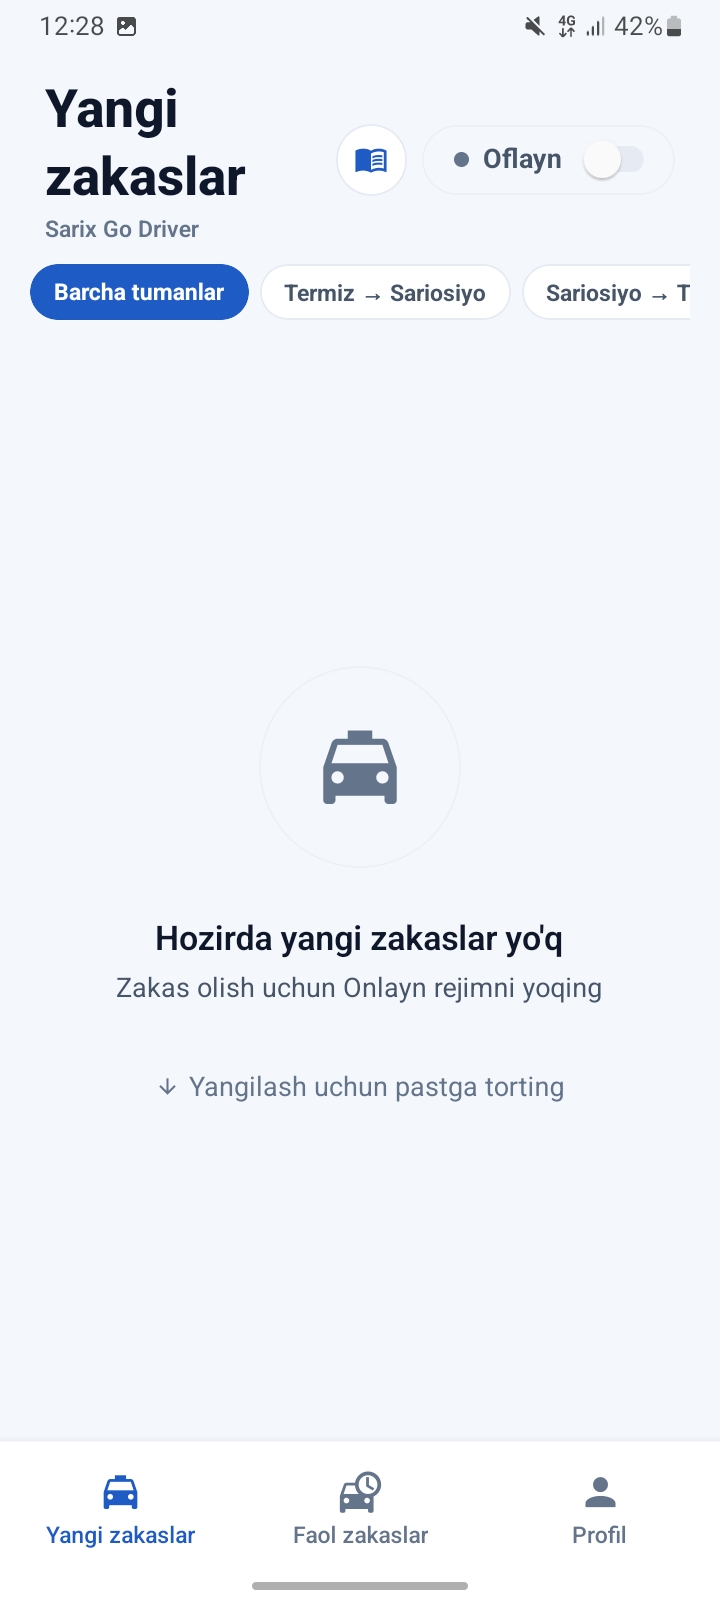 12:28
4G 42%
Yangi
zakaslar
Sarix Go Driver
Oflayn
Barcha tumanlar
Termiz → Sariosiyo
Sariosiyo → T
Hozirda yangi zakaslar yo'q
Zakas olish uchun Onlayn rejimni yoqing
↓ Yangilash uchun pastga torting
Yangi zakaslar
Faol zakaslar
Profil